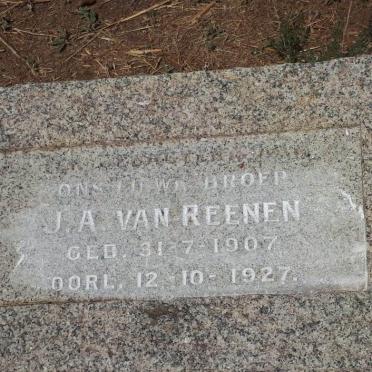 ONS LIEWE BROER
J. A. VAN REENEN
GEB. 31-7-1907
OORL. 12-10-1927.